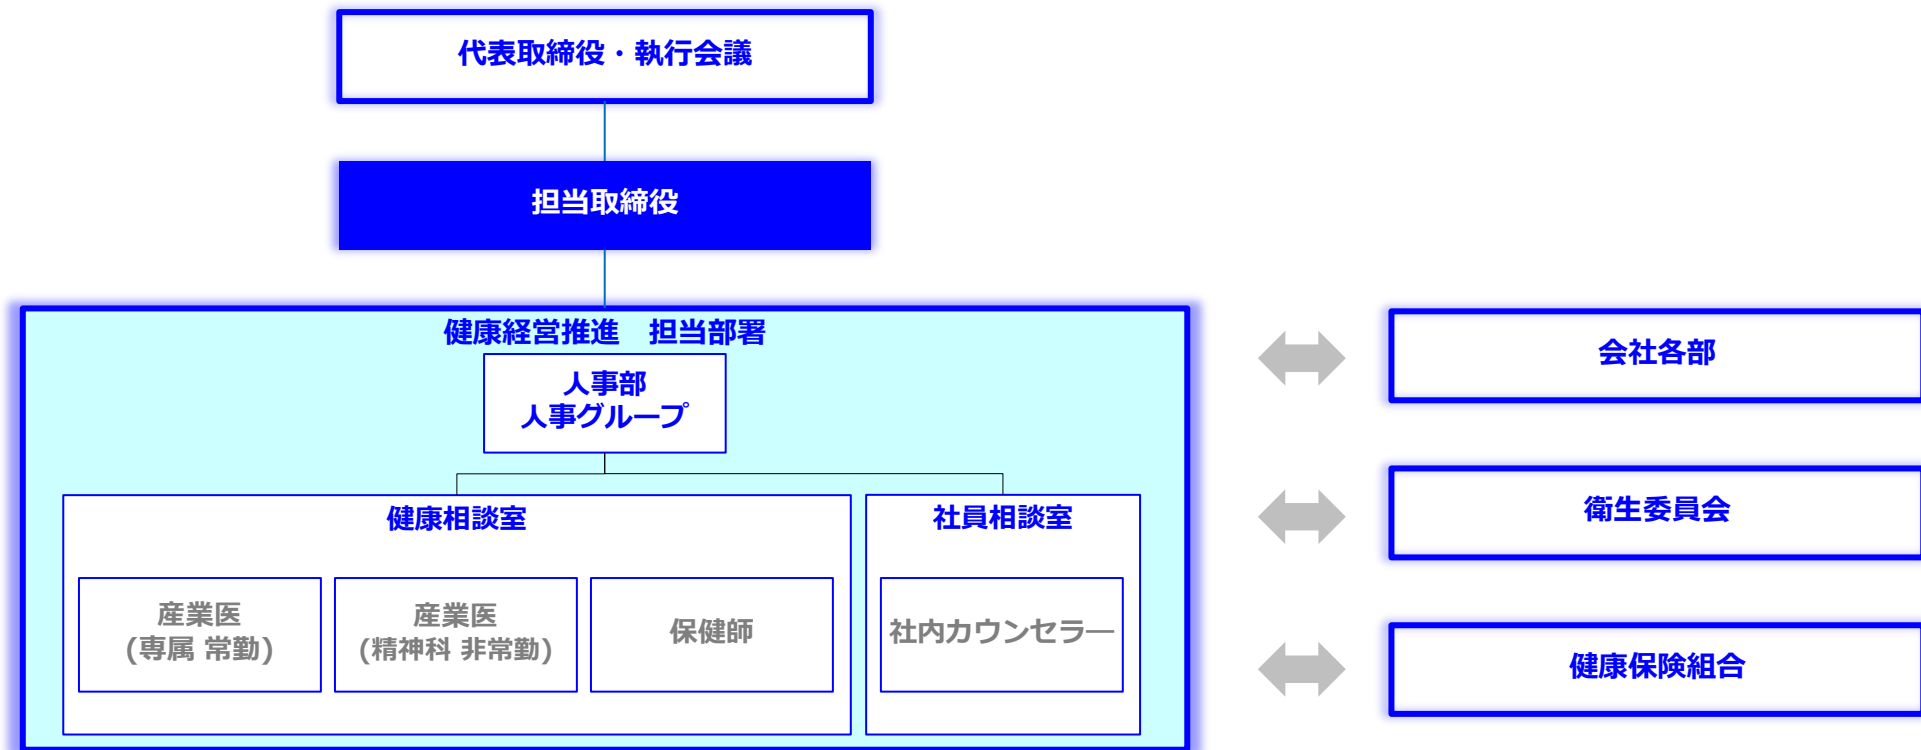 代表取締役・執行会議
担当取締役
健康経営推進　担当部署
人事部
人事グループ
健康相談室
社員相談室
産業医
(専属 常勤)
産業医
(精神科 非常勤)
保健師
社内カウンセラー
会社各部
衛生委員会
健康保険組合